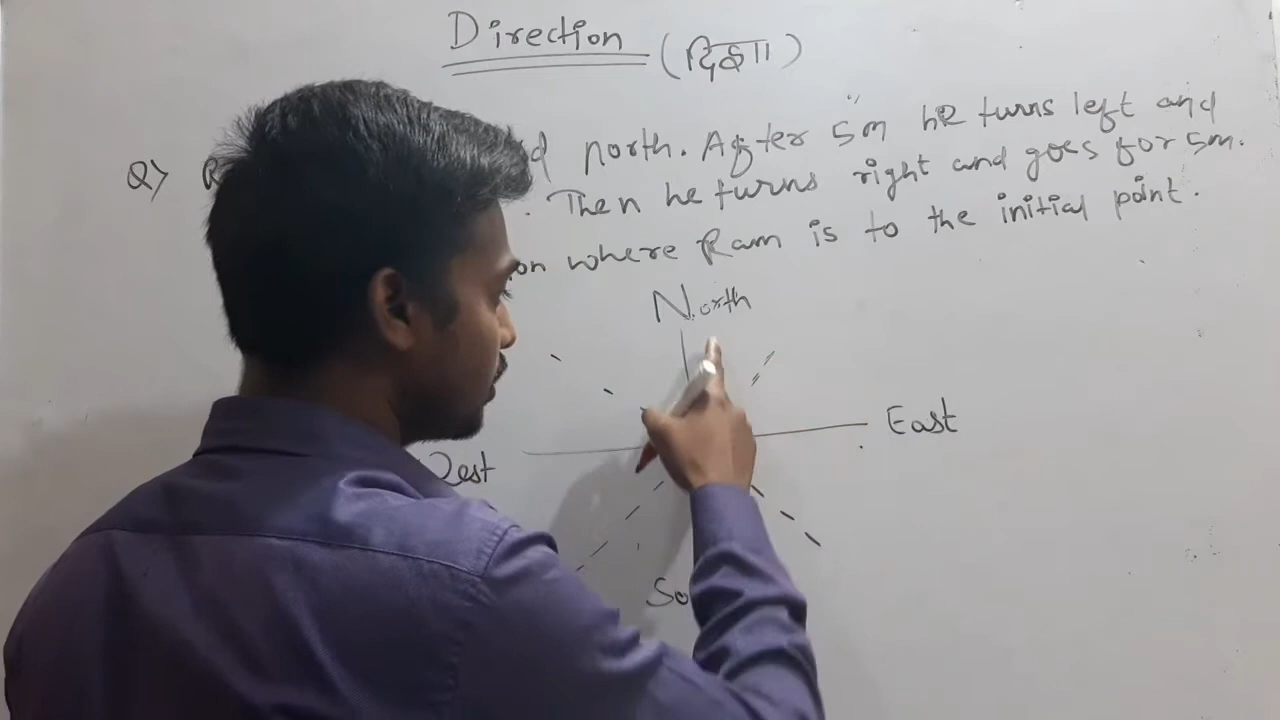 Direction (दिशा)
Q) R d north. After 5m he turns left and
. Then he turns right and goes for 5m.
on where Ram is to the initial point.
North
East
West
So